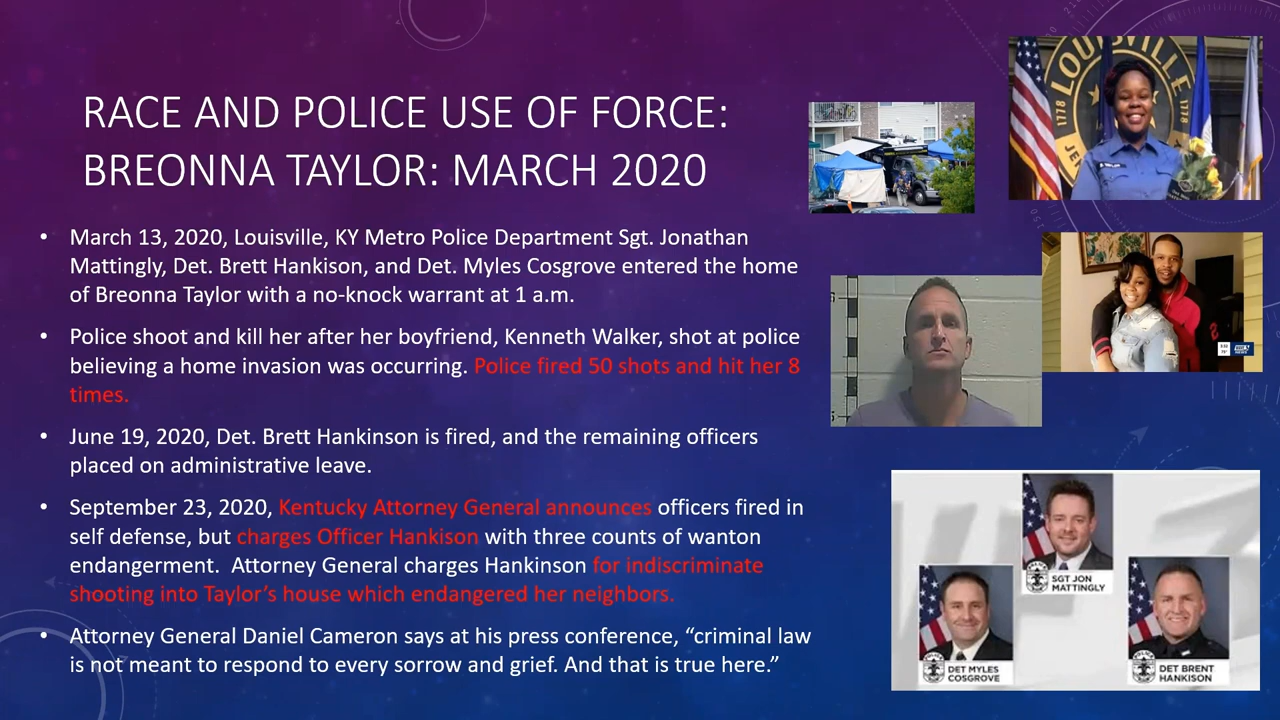 RACE AND POLICE USE OF FORCE:
BREONNA TAYLOR: MARCH 2020
• March 13, 2020, Louisville, KY Metro Police Department Sgt. Jonathan
Mattingly, Det. Brett Hankison, and Det. Myles Cosgrove entered the home
of Breonna Taylor with a no-knock warrant at 1 a.m.
• Police shoot and kill her after her boyfriend, Kenneth Walker, shot at police
believing a home invasion was occurring. Police fired 50 shots and hit her 8
times.
• June 19, 2020, Det. Brett Hankinson is fired, and the remaining officers
placed on administrative leave.
• September 23, 2020, Kentucky Attorney General announces officers fired in
self defense, but charges Officer Hankison with three counts of wanton
endangerment.  Attorney General charges Hankinson for indiscriminate
shooting into Taylor’s house which endangered her neighbors.
• Attorney General Daniel Cameron says at his press conference, “criminal law
is not meant to respond to every sorrow and grief. And that is true here.”
LOUISVILLE
1778
1778
SGT JON
MATTINGLY
DET MYLES
COSGROVE
DET BRENT
HANKISON